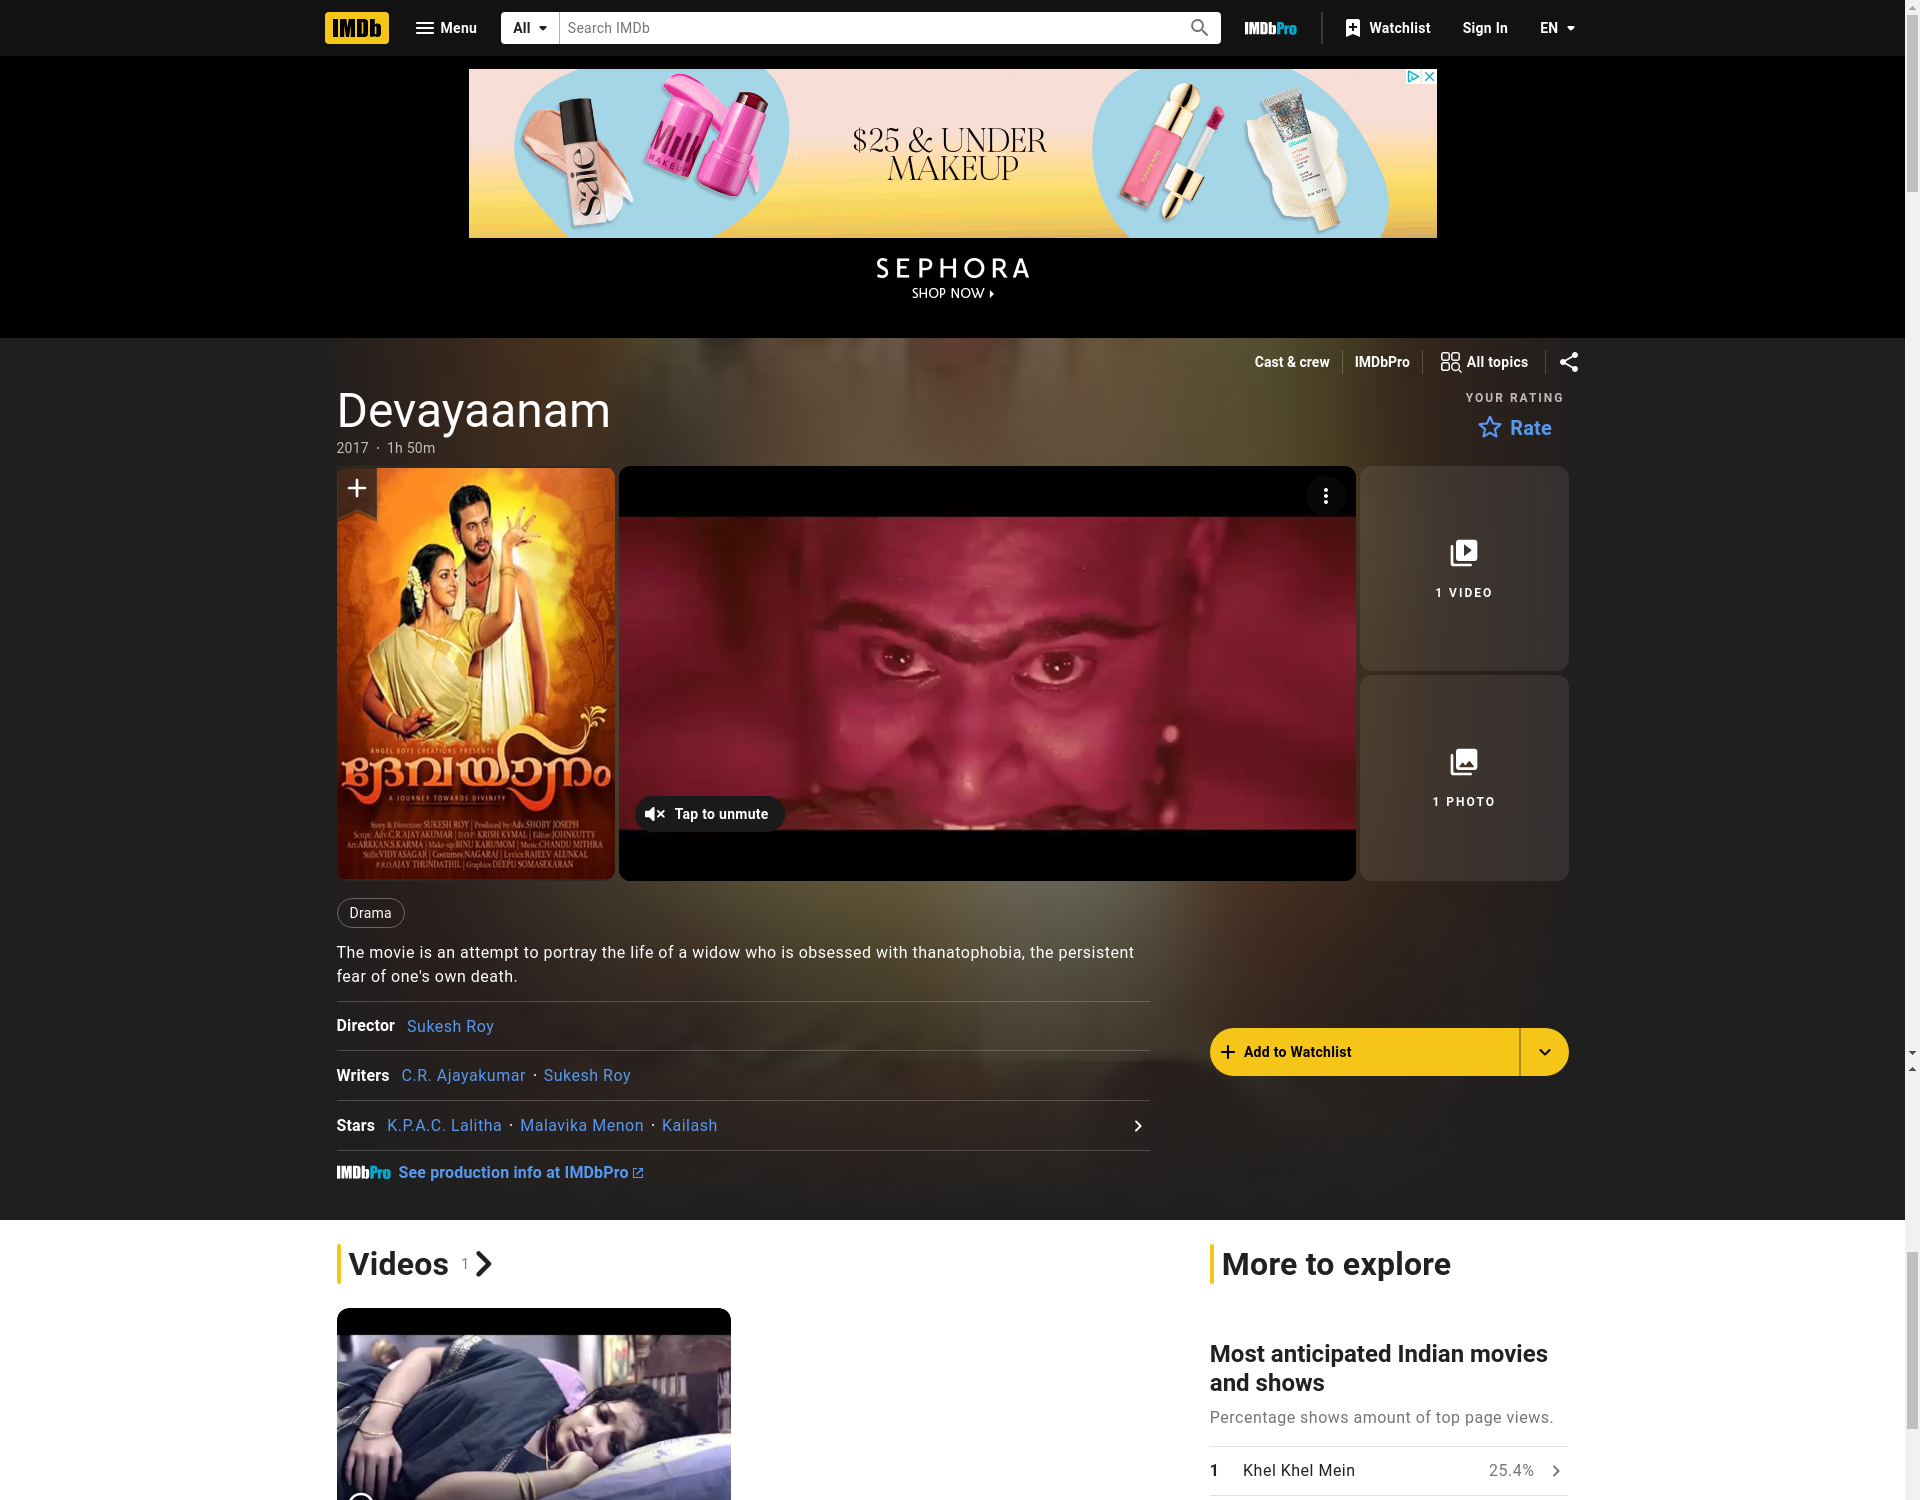 IMDb
Menu
All
Search IMDb
IMDbPro
Watchlist
Sign In
EN
saie
Milk
MAKEUP
$25 & UNDER
MAKEUP
SEPHORA
SHOP NOW
Cast & crew
IMDbPro
All topics
Devayaanam
2017 · 1h 50m
YOUR RATING
Rate
ANGEL BOYS CREATIONS PRESENTS
ദേവയാനം
A JOURNEY TOWARDS DIVINITY
Story & Direction: SUKESH ROY | Produced by:Adv.SHOBY JOSEPH
Script: Adv.C.R.AJAYAKUMAR | D.O.P: KRISH KYMAL | Editor:JOHNKUTTY
Art:ARKKAN.S.KARMA | Make-up:BINU KARUMOM | Music:CHANDU MITHRA
Stills:VIDYASAGAR | Costumes:NAGARAJ | Lyrics:RAJEEV ALUNKAL
P.R.O:AJAY THUNDATHIL | Graphics:DEEPU SOMASEKARAN
Tap to unmute
1 VIDEO
1 PHOTO
Drama
The movie is an attempt to portray the life of a widow who is obsessed with thanatophobia, the persistent
fear of one's own death.
Director Sukesh Roy
Add to Watchlist
Writers C.R. Ajayakumar · Sukesh Roy
Stars K.P.A.C. Lalitha · Malavika Menon · Kailash
IMDbPro See production info at IMDbPro
Videos 1
More to explore
Most anticipated Indian movies
and shows
Percentage shows amount of top page views.
1 Khel Khel Mein 25.4%